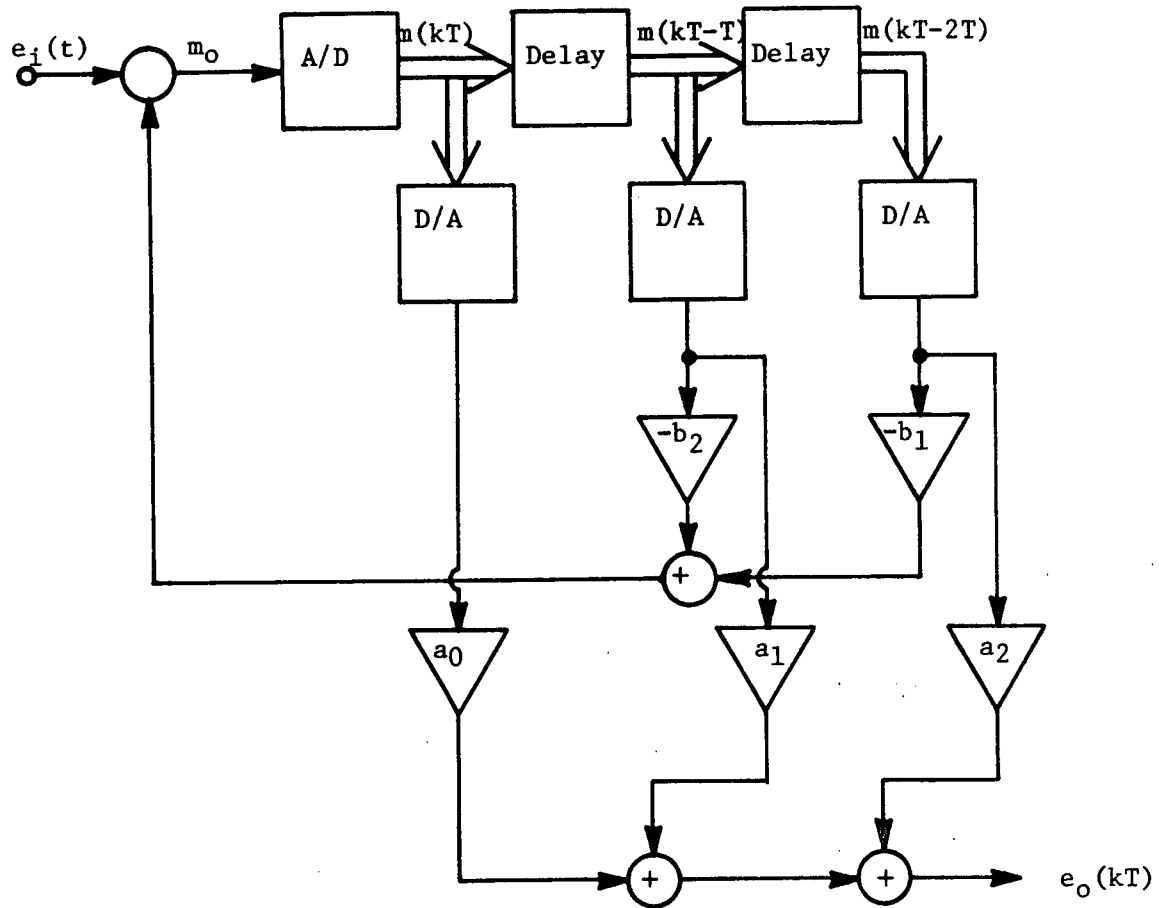 e_i(t)
m_o
A/D
m(kT)
Delay
m(kT-T)
Delay
m(kT-2T)
D/A
D/A
D/A
-b_2
-b_1
+
a_0
a_1
a_2
+
+
e_o(kT)